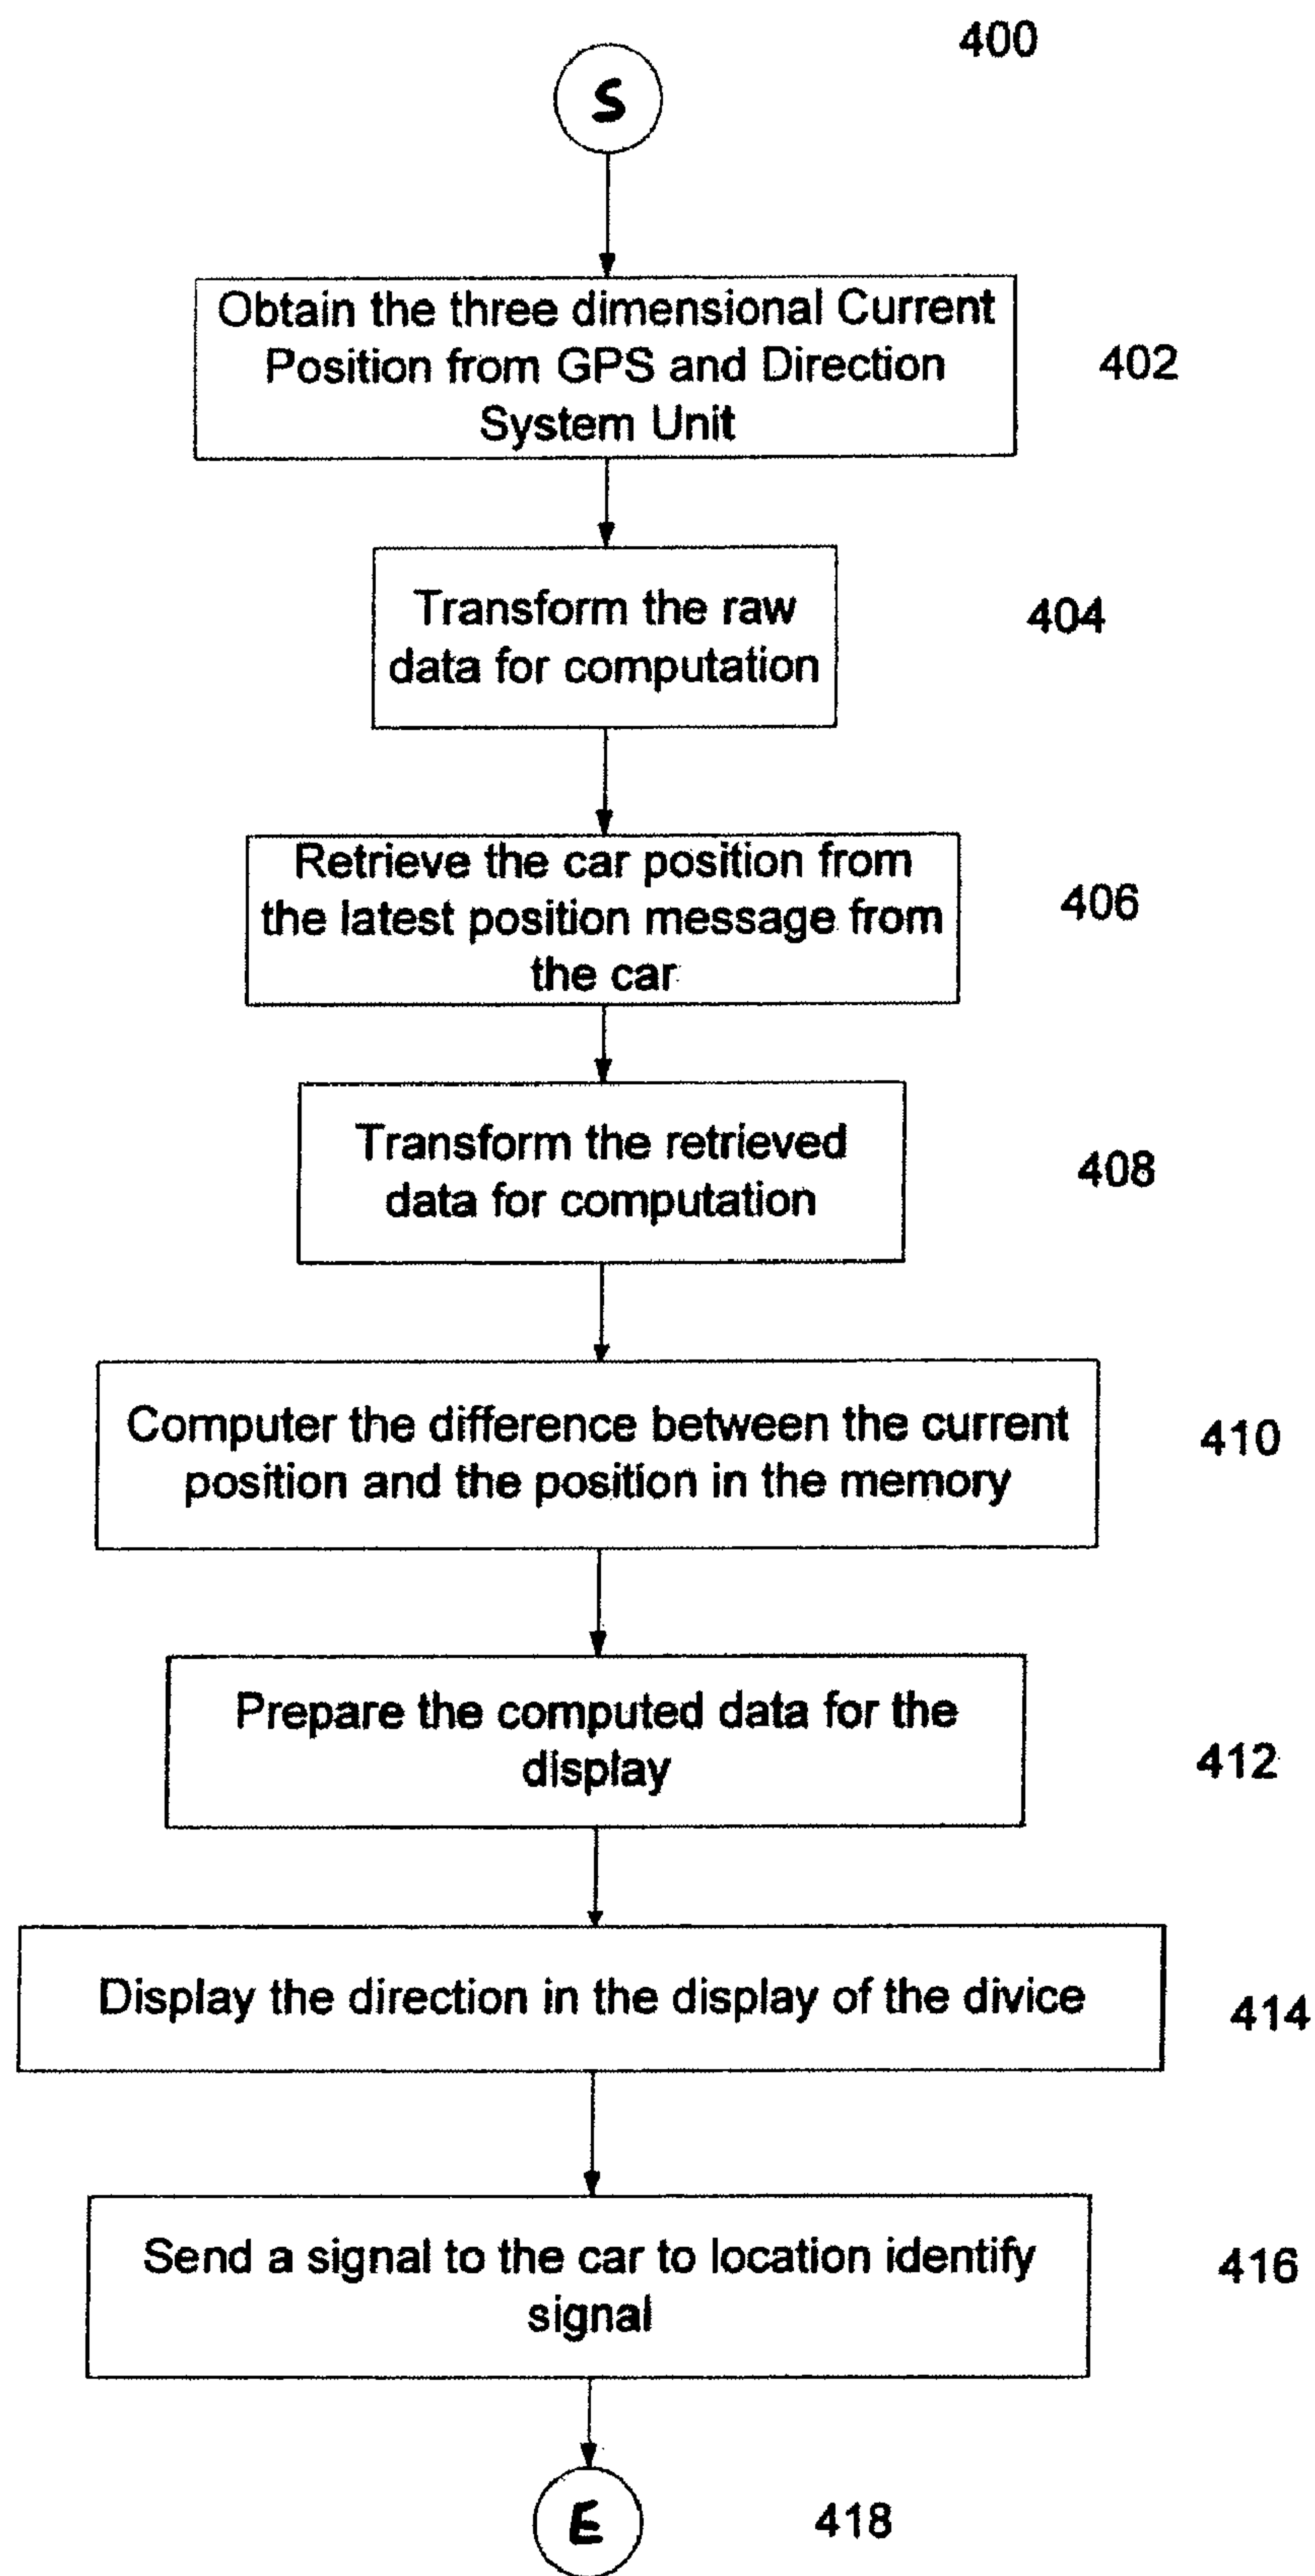 400
S
Obtain the three dimensional Current
Position from GPS and Direction
System Unit
402
Transform the raw
data for computation
404
Retrieve the car position from
the latest position message from
the car
406
Transform the retrieved
data for computation
408
Computer the difference between the current
position and the position in the memory
410
Prepare the computed data for the
display
412
Display the direction in the display of the divice
414
Send a signal to the car to location identify
signal
416
E
418